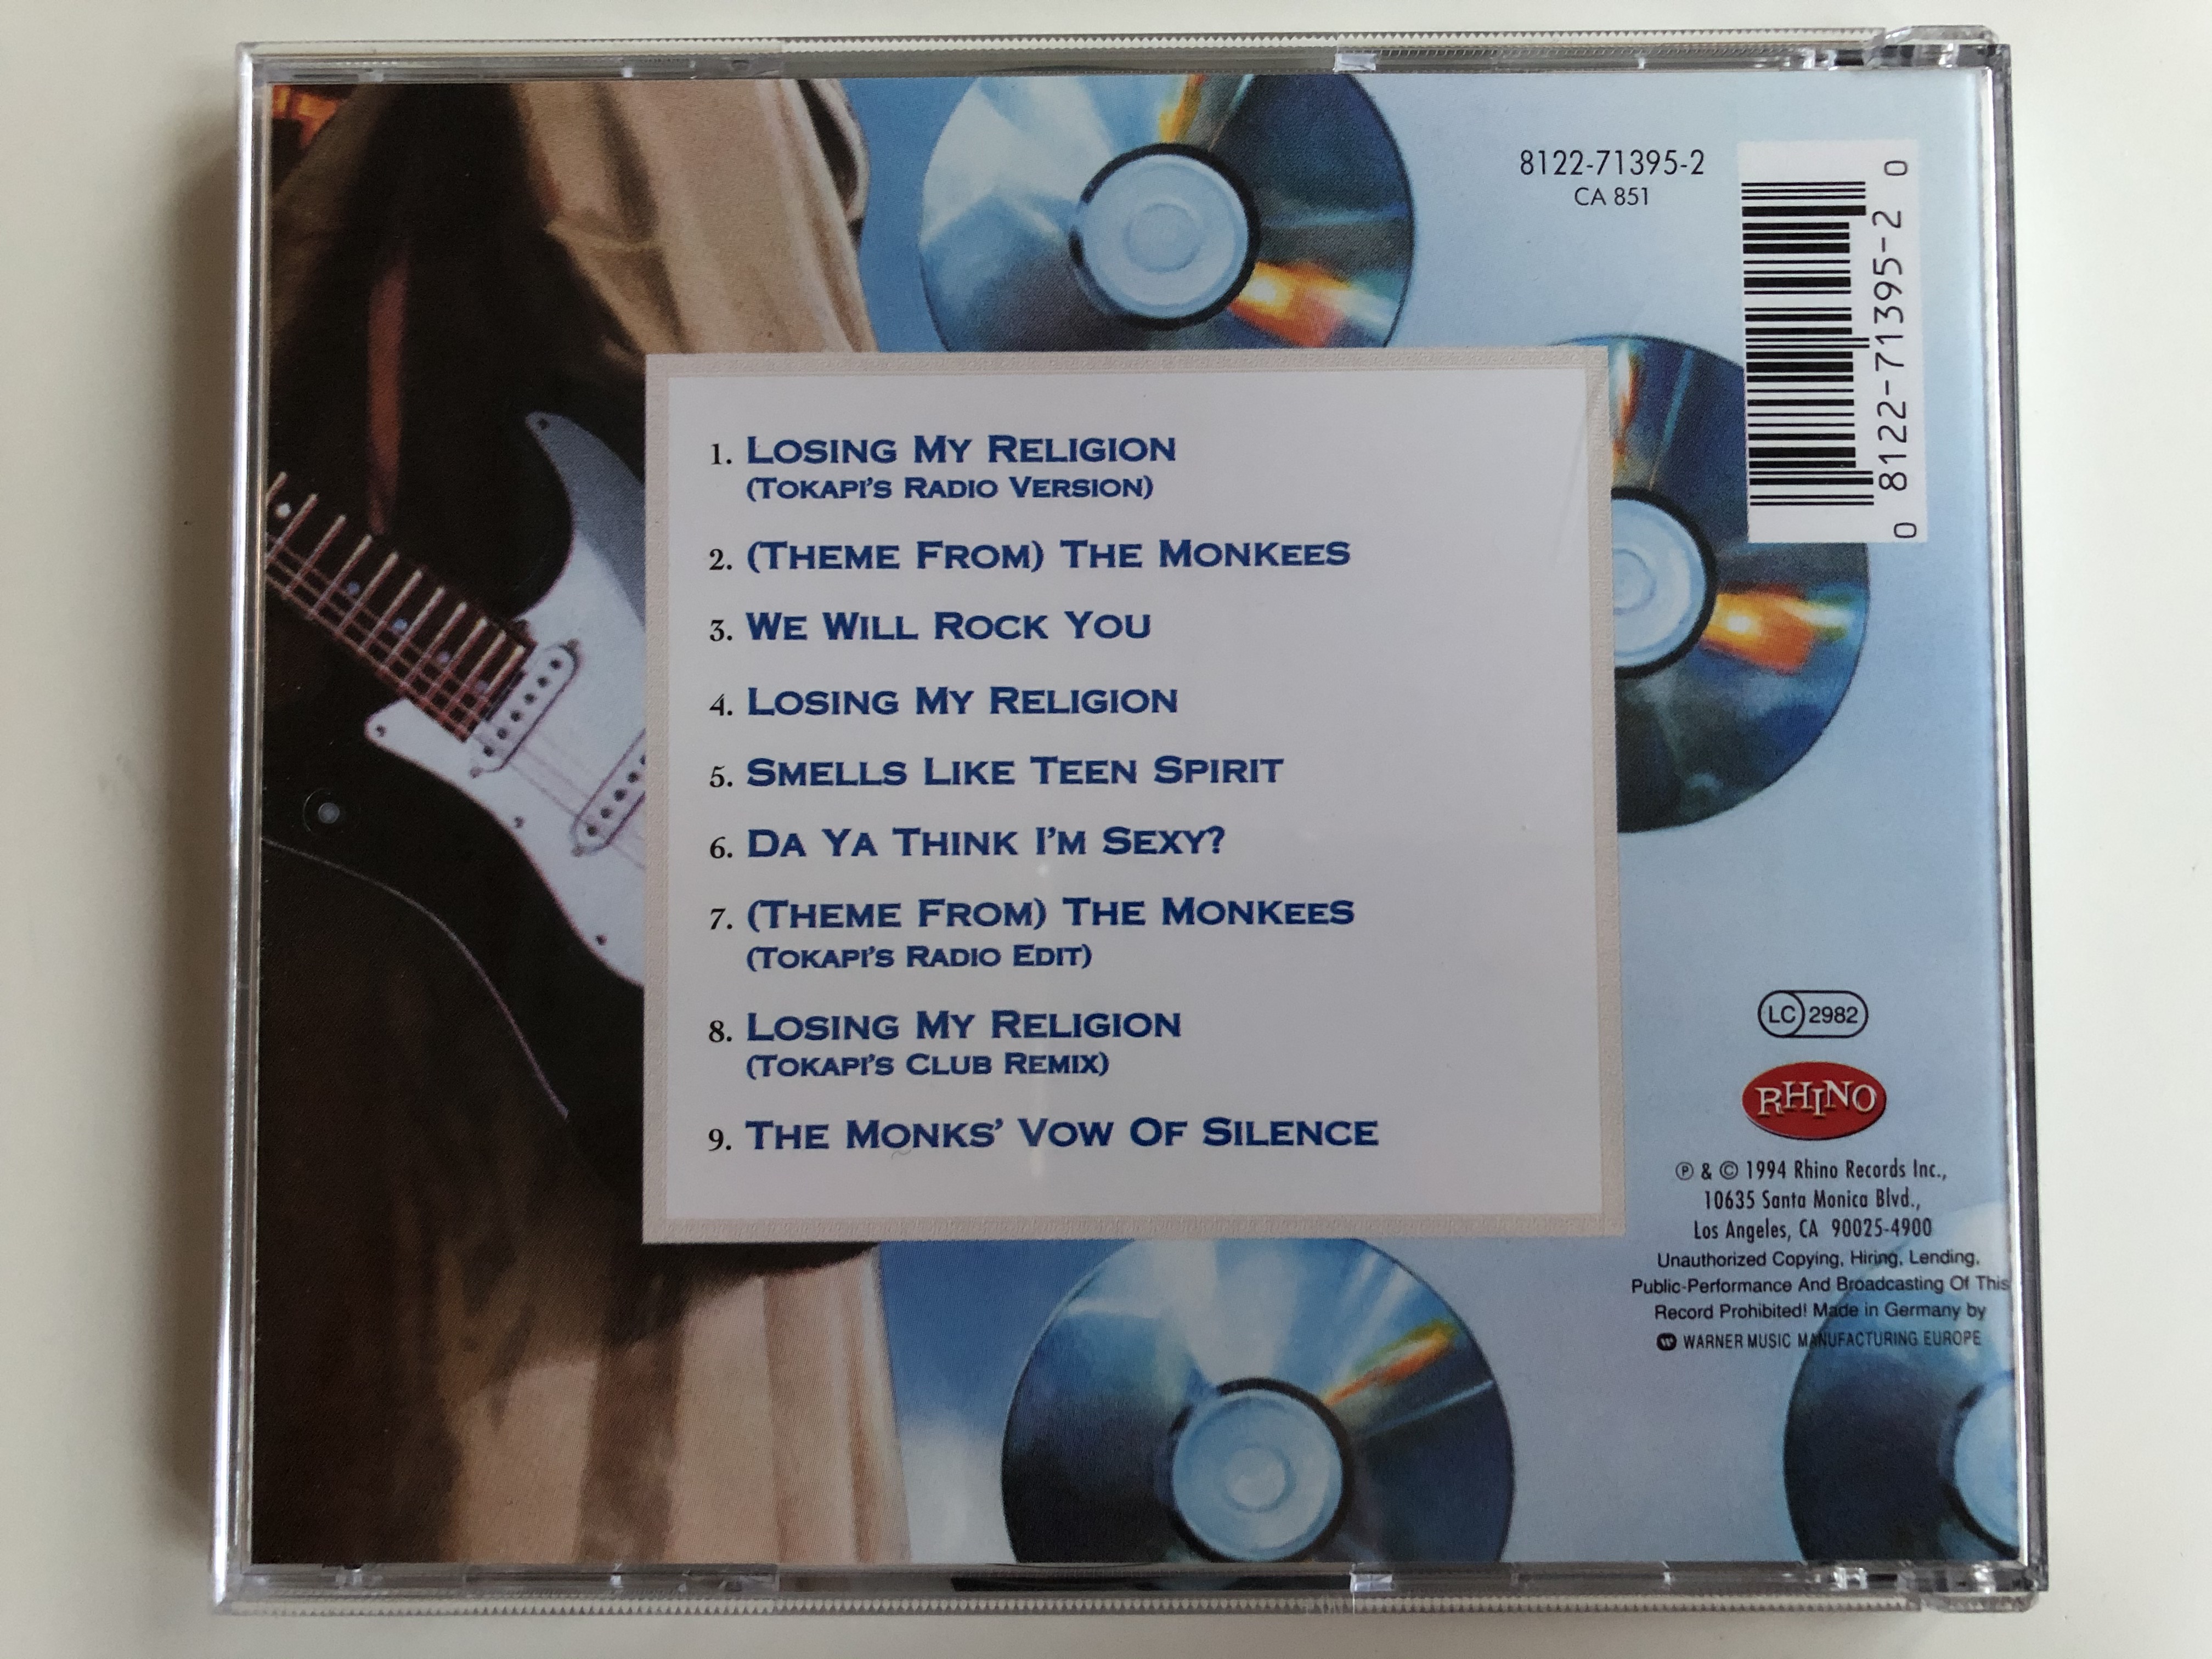 8122-71395-2
CA 851
0 8122-71395-2 0
1. LOSING MY RELIGION
(TOKAPI'S RADIO VERSION)
2. (THEME FROM) THE MONKEES
3. WE WILL ROCK YOU
4. LOSING MY RELIGION
5. SMELLS LIKE TEEN SPIRIT
6. DA YA THINK I'M SEXY?
7. (THEME FROM) THE MONKEES
(TOKAPI'S RADIO EDIT)
8. LOSING MY RELIGION
(TOKAPI'S CLUB REMIX)
9. THE MONKS' VOW OF SILENCE
LC 2982
RHINO
℗ & © 1994 Rhino Records Inc.,
10635 Santa Monica Blvd.,
Los Angeles, CA 90025-4900
Unauthorized Copying, Hiring, Lending,
Public-Performance And Broadcasting Of This
Record Prohibited! Made in Germany by
WARNER MUSIC MANUFACTURING EUROPE